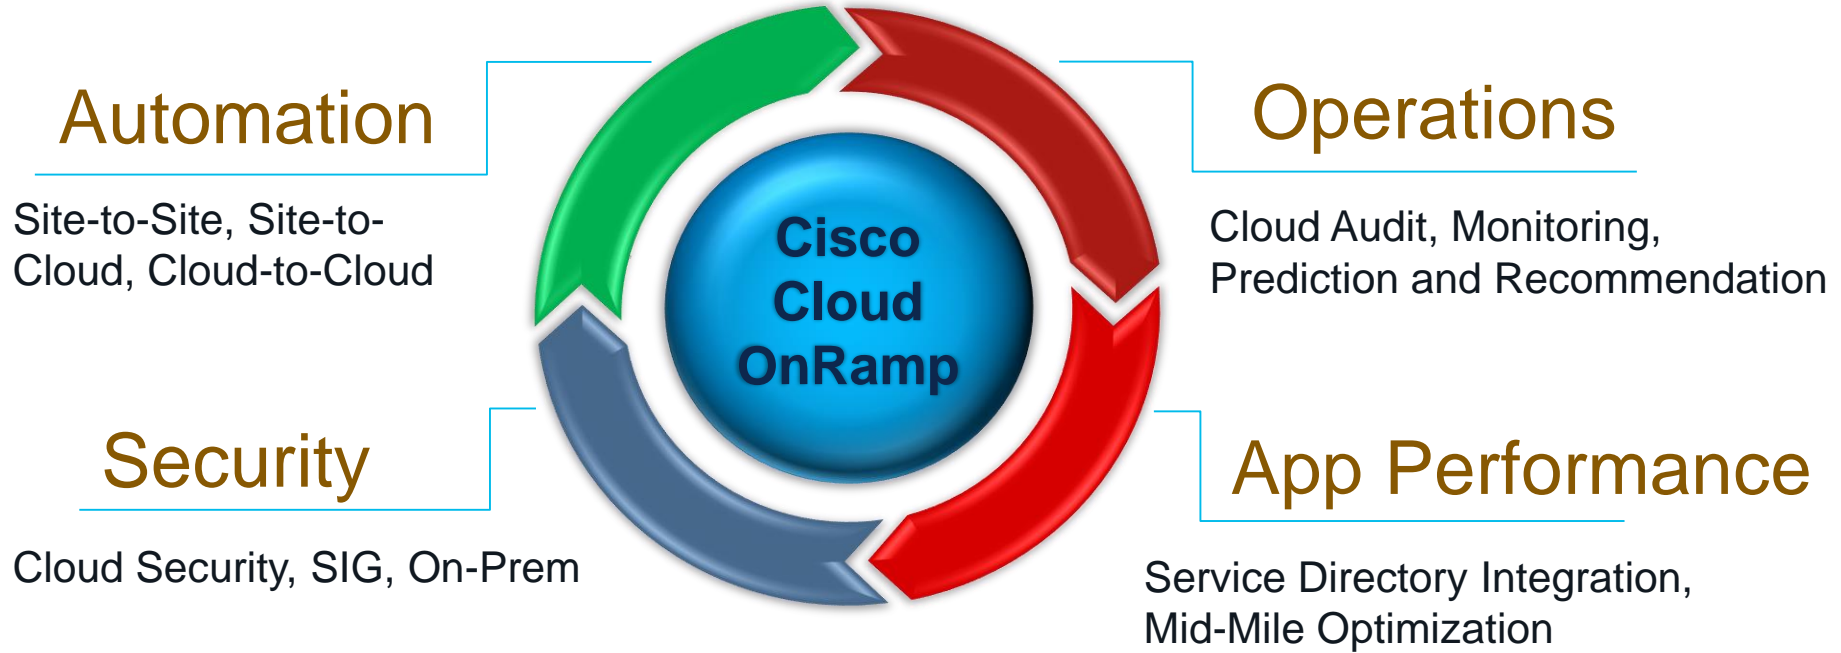 Automation
Site-to-Site, Site-to-
Cloud, Cloud-to-Cloud
Operations
Cloud Audit, Monitoring,
Prediction and Recommendation
Cisco
Cloud
OnRamp
Security
Cloud Security, SIG, On-Prem
App Performance
Service Directory Integration,
Mid-Mile Optimization